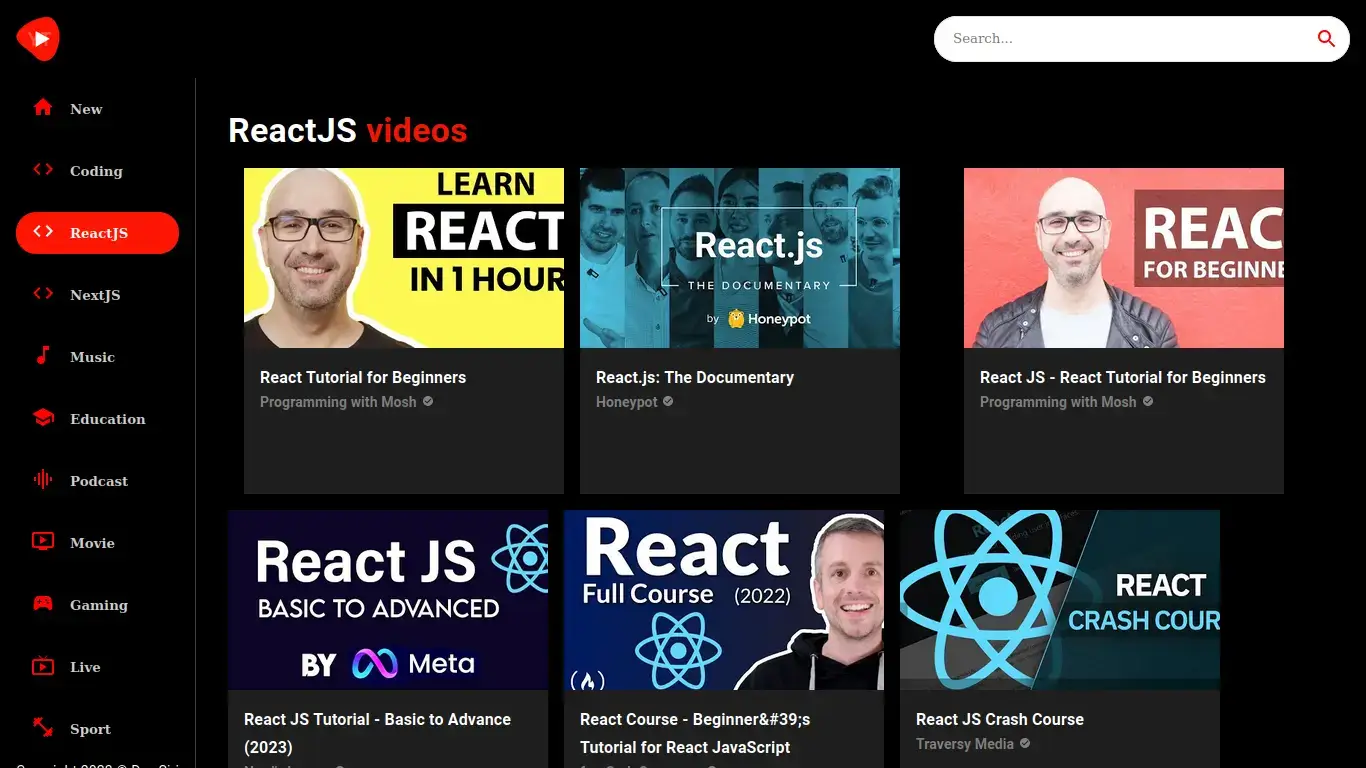 Search...
New
Coding
ReactJS
NextJS
Music
Education
Podcast
Movie
Gaming
Live
Sport
ReactJS videos
LEARN
REACT
IN 1 HOUR
React Tutorial for Beginners
Programming with Mosh
React.js
THE DOCUMENTARY
by Honeypot
React.js: The Documentary
Honeypot
REAC
FOR BEGINNE
React JS - React Tutorial for Beginners
Programming with Mosh
React JS
BASIC TO ADVANCED
BY Meta
React JS Tutorial - Basic to Advance
(2023)
React
Full Course (2022)
React Course - Beginner&#39;s
Tutorial for React JavaScript
REACT
CRASH COUR
React JS Crash Course
Traversy Media